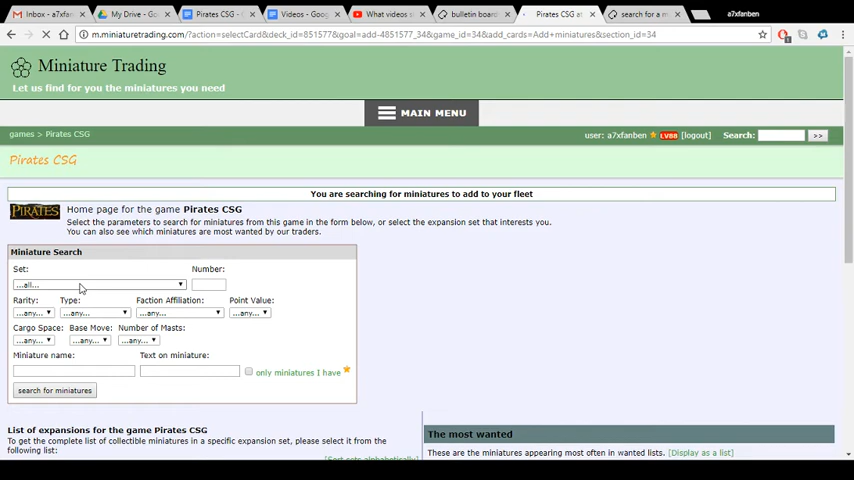 Inbox - a7xfanben
My Drive - Goo
Pirates CSG -
Videos - Goog
What videos s
bulletin board
Pirates CSG at
search for a m
a7xfanben
m.miniaturetrading.com/?action=selectCard&deck_id=851577&goal=add-4851577_34&game_id=34&add_cards=Add+miniatures&section_id=34
Miniature Trading
Let us find for you the miniatures you need
MAIN MENU
games > Pirates CSG
user: a7xfanben LV88 [logout] Search: >>
Pirates CSG
You are searching for miniatures to add to your fleet
PIRATES
Home page for the game Pirates CSG
Select the parameters to search for miniatures from this game in the form below, or select the expansion set that interests you.
You can also see which miniatures are most wanted by our traders.
Miniature Search
Set: Number:
...all...
Rarity: Type: Faction Affiliation: Point Value:
...any... ...any... ...any... ...any...
Cargo Space: Base Move: Number of Masts:
...any... ...any... ...any...
Miniature name: Text on miniature:
only miniatures I have
search for miniatures
List of expansions for the game Pirates CSG
To get the complete list of collectible miniatures in a specific expansion set, please select it from the
following list:
[Sort sets alphabetically]
The most wanted
These are the miniatures appearing most often in wanted lists. [Display as a list]